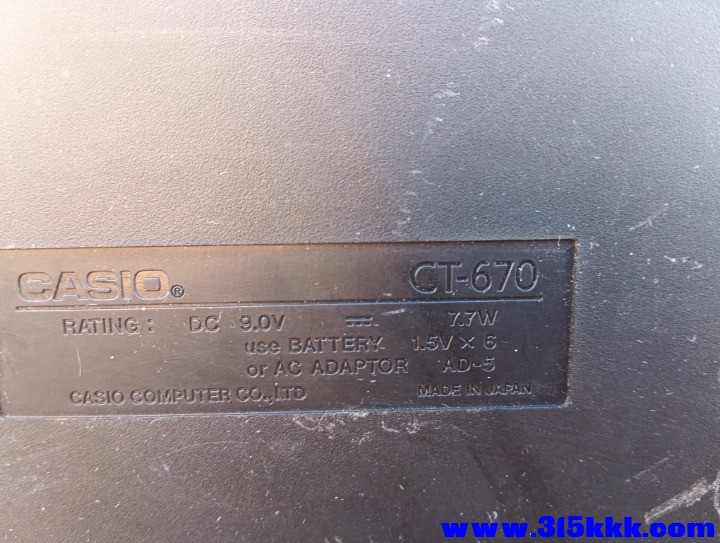 CASIO® CT-670
RATING : DC 9.0V ⎓ 7.7W
use BATTERY 1.5V × 6
or AC ADAPTOR AD-5
CASIO COMPUTER CO.,LTD MADE IN JAPAN
www.315kkk.com